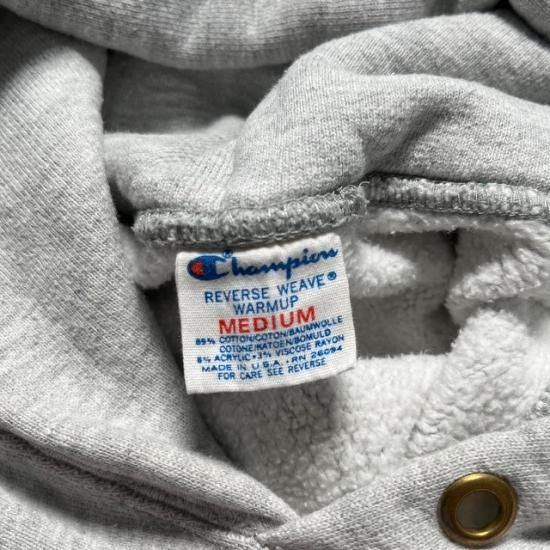 Champion
REVERSE WEAVE®
WARMUP
MEDIUM
89% COTTON/COTON/BAUMWOLLE
COTONE/KATOEN/BOMULD
8% ACRYLIC • 3% VISCOSE RAYON
MADE IN U.S.A. • RN 26094
FOR CARE SEE REVERSE